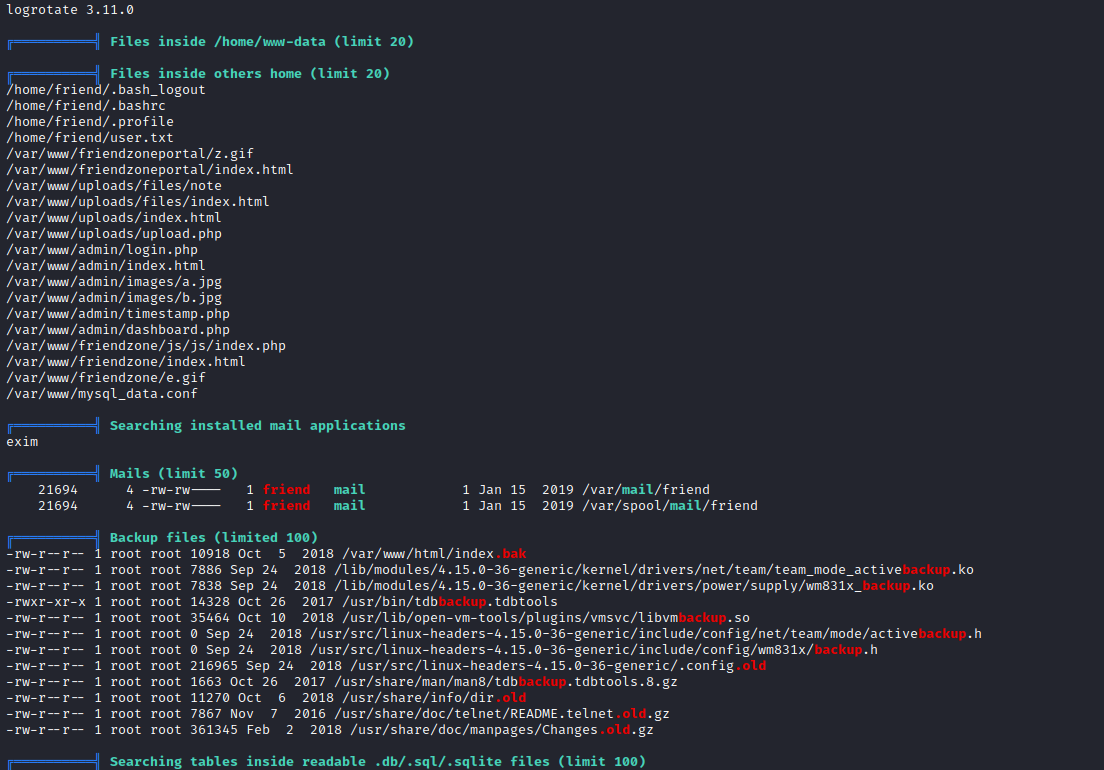 logrotate 3.11.0
╔══════════╣ Files inside /home/www-data (limit 20)
╔══════════╣ Files inside others home (limit 20)
/home/friend/.bash_logout
/home/friend/.bashrc
/home/friend/.profile
/home/friend/user.txt
/var/www/friendzoneportal/z.gif
/var/www/friendzoneportal/index.html
/var/www/uploads/files/note
/var/www/uploads/files/index.html
/var/www/uploads/index.html
/var/www/uploads/upload.php
/var/www/admin/login.php
/var/www/admin/index.html
/var/www/admin/images/a.jpg
/var/www/admin/images/b.jpg
/var/www/admin/timestamp.php
/var/www/admin/dashboard.php
/var/www/friendzone/js/js/index.php
/var/www/friendzone/index.html
/var/www/friendzone/e.gif
/var/www/mysql_data.conf
╔══════════╣ Searching installed mail applications
exim
╔══════════╣ Mails (limit 50)
21694 4 -rw-rw---- 1 friend mail 1 Jan 15 2019 /var/mail/friend
21694 4 -rw-rw---- 1 friend mail 1 Jan 15 2019 /var/spool/mail/friend
╔══════════╣ Backup files (limited 100)
-rw-r--r-- 1 root root 10918 Oct 5 2018 /var/www/html/index.bak
-rw-r--r-- 1 root root 7886 Sep 24 2018 /lib/modules/4.15.0-36-generic/kernel/drivers/net/team/team_mode_activebackup.ko
-rw-r--r-- 1 root root 7838 Sep 24 2018 /lib/modules/4.15.0-36-generic/kernel/drivers/power/supply/wm831x_backup.ko
-rwxr-xr-x 1 root root 14328 Oct 26 2017 /usr/bin/tdbbackup.tdbtools
-rw-r--r-- 1 root root 35464 Oct 10 2018 /usr/lib/open-vm-tools/plugins/vmsvc/libvmbackup.so
-rw-r--r-- 1 root root 0 Sep 24 2018 /usr/src/linux-headers-4.15.0-36-generic/include/config/net/team/mode/activebackup.h
-rw-r--r-- 1 root root 0 Sep 24 2018 /usr/src/linux-headers-4.15.0-36-generic/include/config/wm831x/backup.h
-rw-r--r-- 1 root root 216965 Sep 24 2018 /usr/src/linux-headers-4.15.0-36-generic/.config.old
-rw-r--r-- 1 root root 1663 Oct 26 2017 /usr/share/man/man8/tdbbackup.tdbtools.8.gz
-rw-r--r-- 1 root root 11270 Oct 6 2018 /usr/share/info/dir.old
-rw-r--r-- 1 root root 7867 Nov 7 2016 /usr/share/doc/telnet/README.telnet.old.gz
-rw-r--r-- 1 root root 361345 Feb 2 2018 /usr/share/doc/manpages/Changes.old.gz
╔══════════╣ Searching tables inside readable .db/.sql/.sqlite files (limit 100)